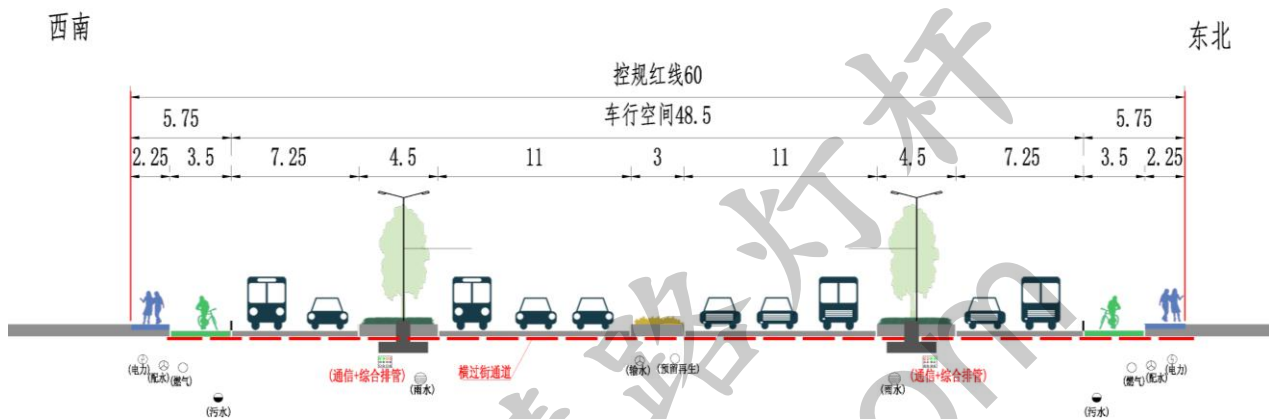 西南
东北
控规红线60
5.75
车行空间48.5
5.75
2.25
3.5
7.25
4.5
11
3
11
4.5
7.25
3.5
2.25
(电力)
(配水)
(燃气)
(污水)
(通信+综合排管)
(雨水)
横过街通道
(输水)
(预留再生)
(雨水)
(通信+综合排管)
(燃气)
(配水)
(电力)
(污水)
路灯杆
om